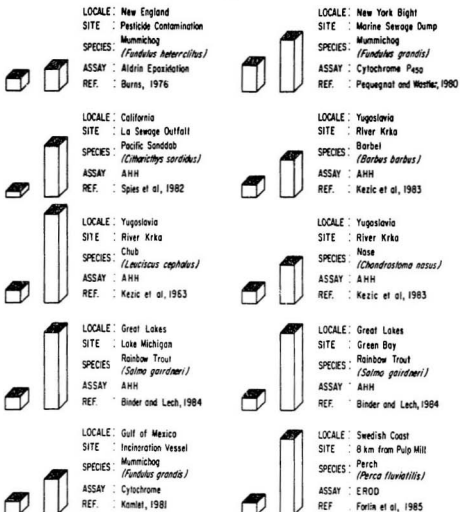 LOCALE : New England
SITE : Pesticide Contamination
SPECIES : Mummichog
(Fundulus heterrclitus)
ASSAY : Aldrin Epoxidation
REF. : Burns, 1976
LOCALE : New York Bight
SITE : Marine Sewage Dump
SPECIES : Mummichog
(Fundulus grandis)
ASSAY : Cytochrome P450
REF. : Pequegnat and 1980
LOCALE : California
SITE : La Sewage Outfall
SPECIES : Pacific Sanddab
(Citharicthys sordidus)
ASSAY : AHH
REF. : Spies et al, 1982
LOCALE : Yugoslavia
SITE : River Krka
SPECIES : Barbel
(Barbus barbus)
ASSAY : AHH
REF. : Kezic et al, 1983
LOCALE : Yugoslavia
SITE : River Krka
SPECIES : Chub
(Leuciscus cephalus)
ASSAY : AHH
REF. : Kezic et al, 1963
LOCALE : Yugoslavia
SITE : River Krka
SPECIES : Nase
(Chondrostoma nasus)
ASSAY : AHH
REF. : Kezic et al, 1983
LOCALE : Great Lakes
SITE : Lake Michigan
SPECIES Rainbow Trout
(Salmo gairdneri)
ASSAY AHH
REF. : Binder and Lech, 1984
LOCALE : Great Lakes
SITE : Green Bay
SPECIES : Rainbow Trout
(Salmo gairdneri)
ASSAY : AHH
REF. : Binder and Lech, 1984
LOCALE : Gulf of Mexico
SITE : Incineration Vessel
SPECIES : Mummichog
(Fundulus grandis)
ASSAY : Cytochrome
REF. : Kamlet, 1981
LOCALE : Swedish Coast
SITE : 8 km from Pulp Mill
SPECIES : Perch
(Perca fluviatilis)
ASSAY : EROD
REF : Forlin et al, 1985